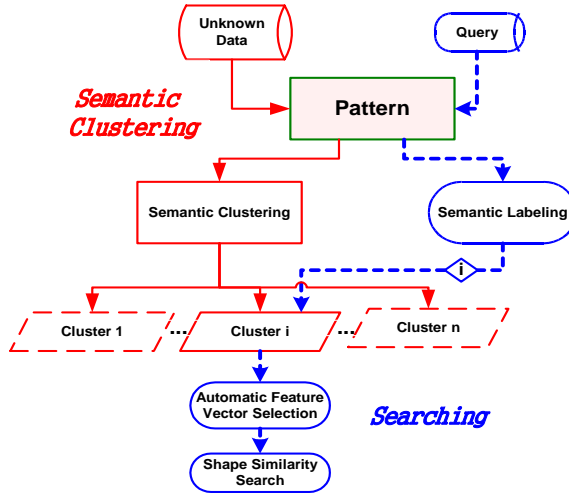 Unknown
Data
Query
Semantic
Clustering
Pattern
Semantic Clustering
Semantic Labeling
i
Cluster 1
...
Cluster i
...
Cluster n
Automatic Feature
Vector Selection
Searching
Shape Similarity
Search